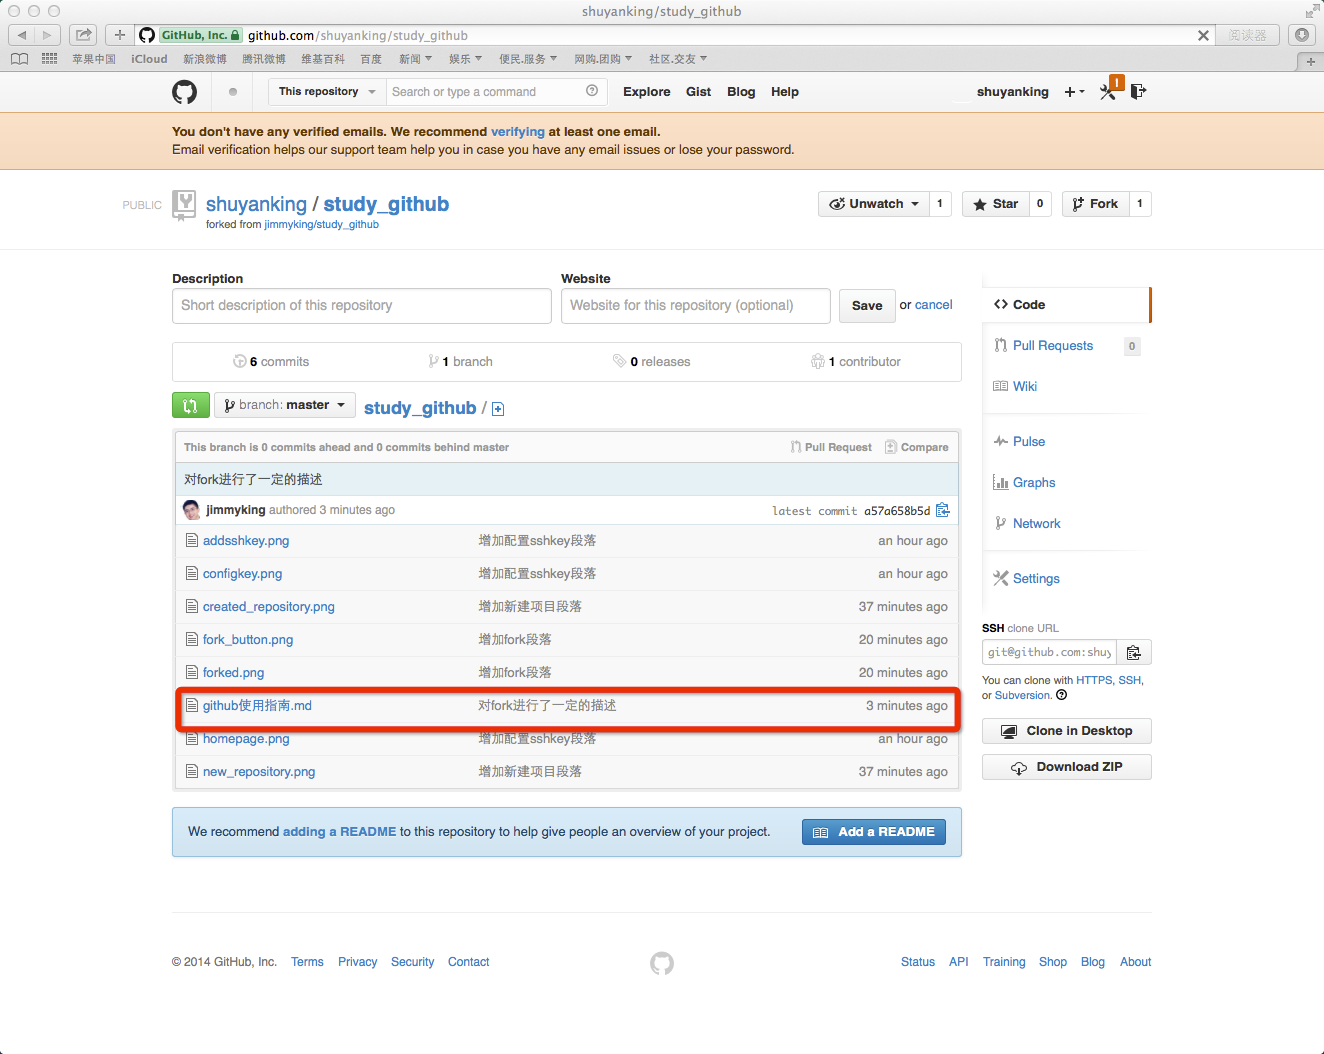 shuyanking/study_github
GitHub, Inc. github.com/shuyanking/study_github 阅读器
苹果中国 iCloud 新浪微博 腾讯微博 维基百科 百度 新闻 娱乐 便民.服务 网购.团购 社区.交友
This repository Search or type a command Explore Gist Blog Help shuyanking
You don't have any verified emails. We recommend verifying at least one email.
Email verification helps our support team help you in case you have any email issues or lose your password.
PUBLIC shuyanking / study_github Unwatch 1 Star 0 Fork 1
forked from jimmyking/study_github
Description Website
Short description of this repository Website for this repository (optional) Save or cancel
6 commits 1 branch 0 releases 1 contributor
branch: master study_github /
This branch is 0 commits ahead and 0 commits behind master Pull Request Compare
对fork进行了一定的描述
jimmyking authored 3 minutes ago latest commit a57a658b5d
addsshkey.png 增加配置sshkey段落 an hour ago
configkey.png 增加配置sshkey段落 an hour ago
created_repository.png 增加新建项目段落 37 minutes ago
fork_button.png 增加fork段落 20 minutes ago
forked.png 增加fork段落 20 minutes ago
github使用指南.md 对fork进行了一定的描述 3 minutes ago
homepage.png 增加配置sshkey段落 an hour ago
new_repository.png 增加新建项目段落 37 minutes ago
We recommend adding a README to this repository to help give people an overview of your project. Add a README
Code
Pull Requests 0
Wiki
Pulse
Graphs
Network
Settings
SSH clone URL
git@github.com:shuy
You can clone with HTTPS, SSH,
or Subversion.
Clone in Desktop
Download ZIP
© 2014 GitHub, Inc. Terms Privacy Security Contact Status API Training Shop Blog About